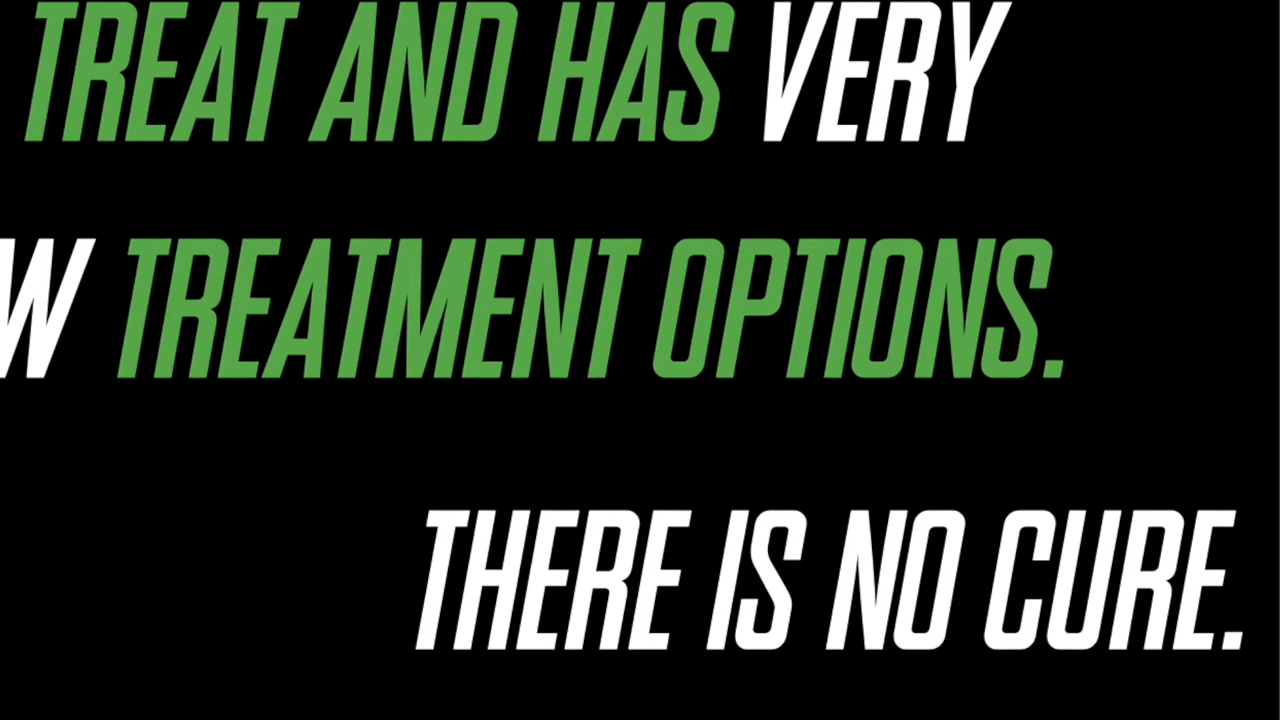 TREAT AND HAS VERY
W TREATMENT OPTIONS.
THERE IS NO CURE.